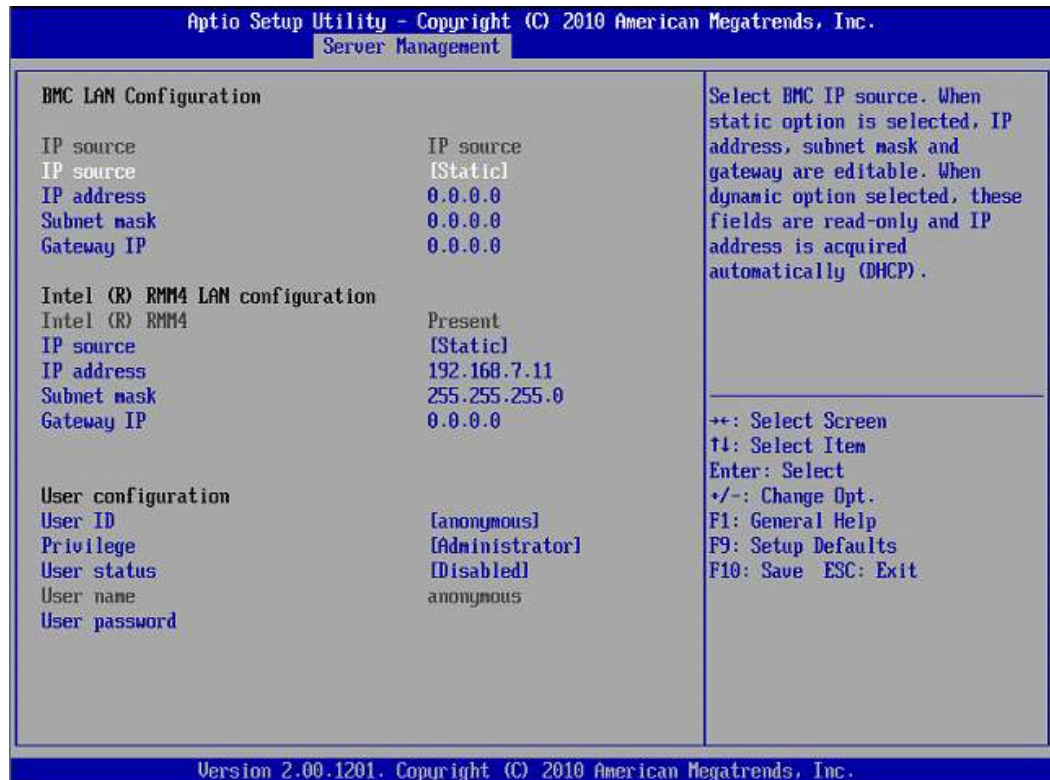 Aptio Setup Utility - Copyright (C) 2010 American Megatrends, Inc.
Server Management
BMC LAN Configuration
IP source IP source
IP source [Static]
IP address 0.0.0.0
Subnet mask 0.0.0.0
Gateway IP 0.0.0.0
Intel (R) RMM4 LAN configuration
Intel (R) RMM4 Present
IP source [Static]
IP address 192.168.7.11
Subnet mask 255.255.255.0
Gateway IP 0.0.0.0
User configuration
User ID [anonymous]
Privilege [Administrator]
User status [Disabled]
User name anonymous
User password
Select BMC IP source. When
static option is selected, IP
address, subnet mask and
gateway are editable. When
dynamic option selected, these
fields are read-only and IP
address is acquired
automatically (DHCP).
→←: Select Screen
↑↓: Select Item
Enter: Select
+/-: Change Opt.
F1: General Help
F9: Setup Defaults
F10: Save ESC: Exit
Version 2.00.1201. Copyright (C) 2010 American Megatrends, Inc.